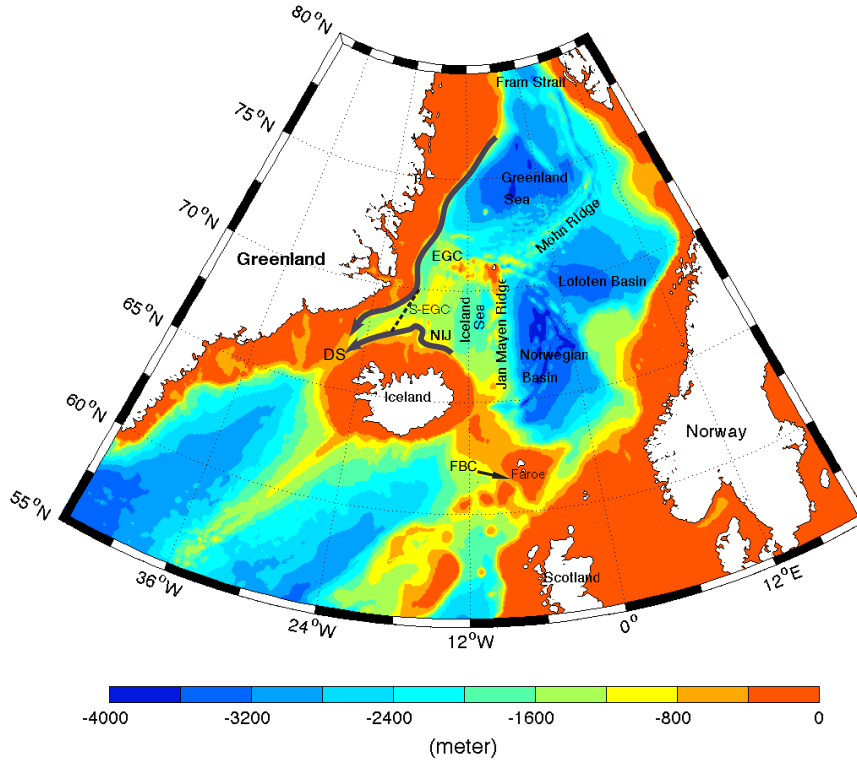 80°N
Fram Strait
75°N
Greenland
Sea
70°N
Mohn Ridge
Greenland
EGC
Lofoten Basin
65°N
S-EGC
Iceland
Sea
Jan Mayen Ridge
NIJ
DS
Norwegian
Basin
60°N
Iceland
Norway
FBC
Faroe
55°N
36°W
Scotland
12°E
24°W
12°W
0°
-4000
-3200
-2400
-1600
-800
0
(meter)